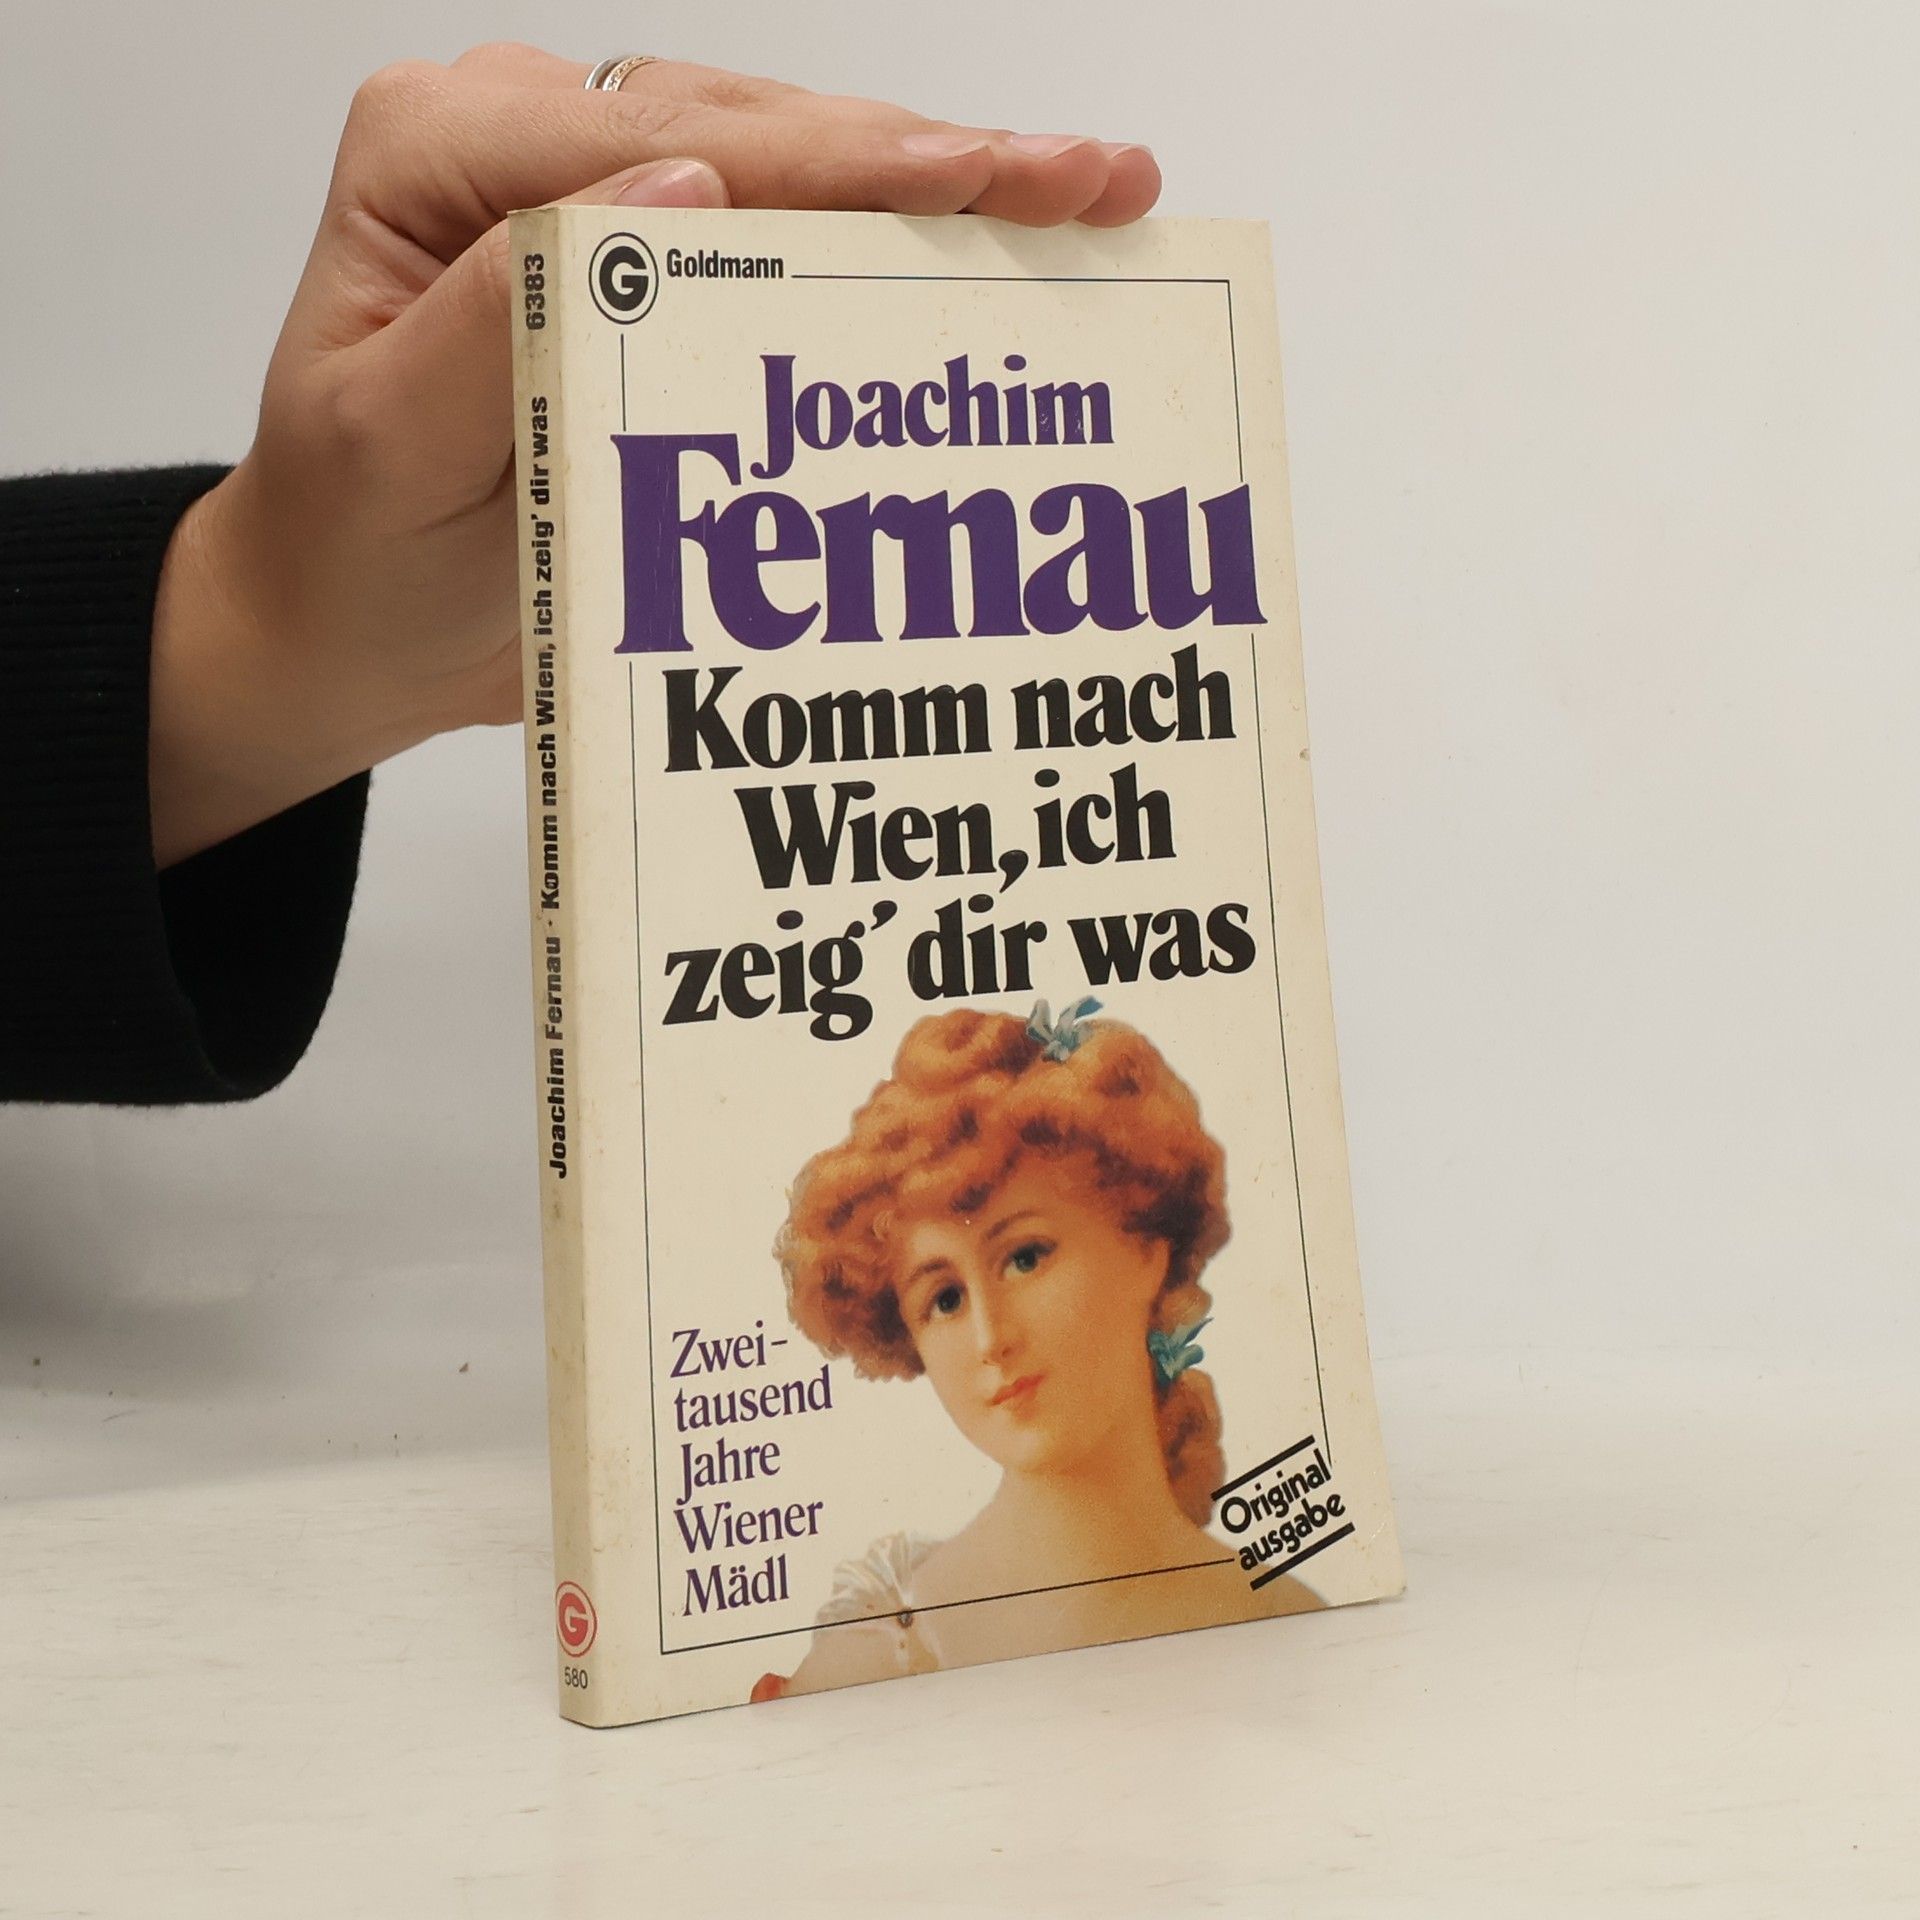 G Goldmann
Joachim
Fernau
Komm nach
Wien, ich
zeig' dir was
Zwei-
tausend
Jahre
Wiener
Mädl
Original
ausgabe
Joachim Fernau · Komm nach Wien, ich zeig' dir was 6383
G
580